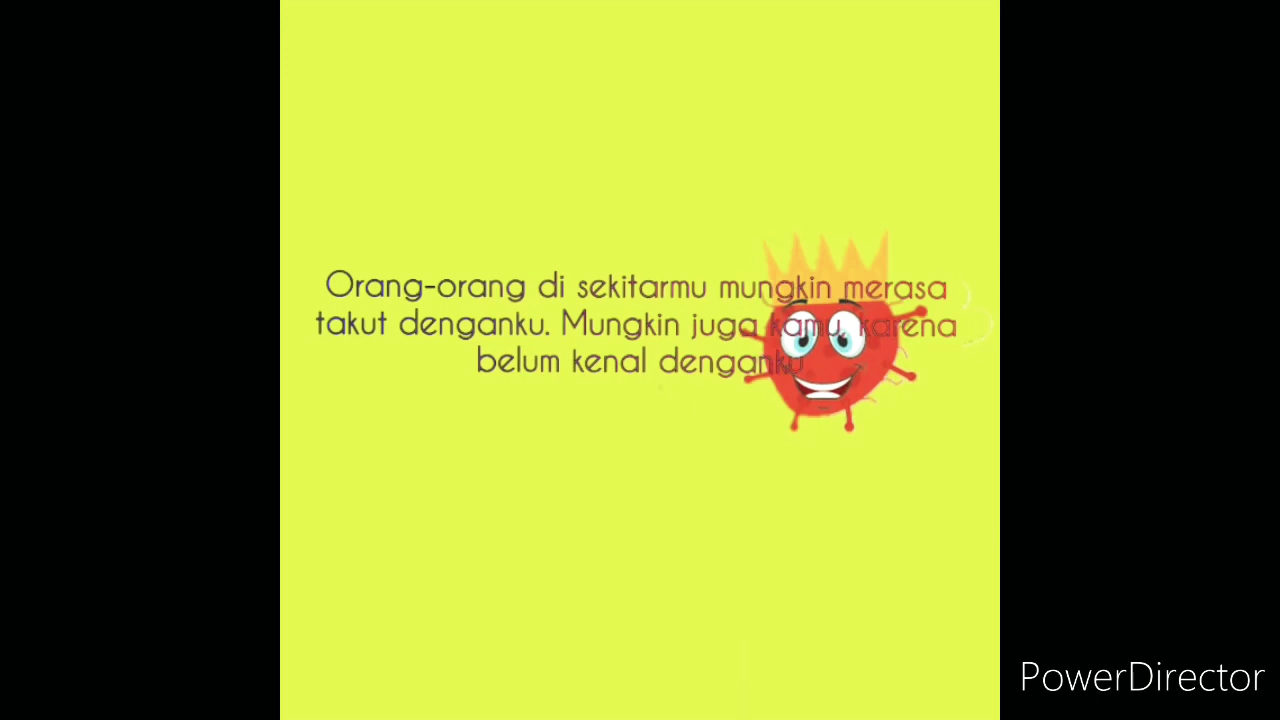 Orang-orang di sekitarmu mungkin merasa
takut denganku. Mungkin juga kamu, karena
belum kenal denganku
PowerDirector